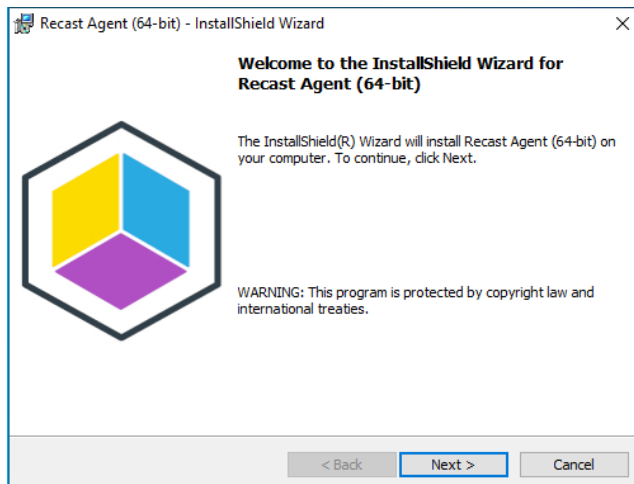 Recast Agent (64-bit) - InstallShield Wizard
Welcome to the InstallShield Wizard for
Recast Agent (64-bit)
The InstallShield(R) Wizard will install Recast Agent (64-bit) on
your computer. To continue, click Next.
WARNING: This program is protected by copyright law and
international treaties.
< Back Next > Cancel